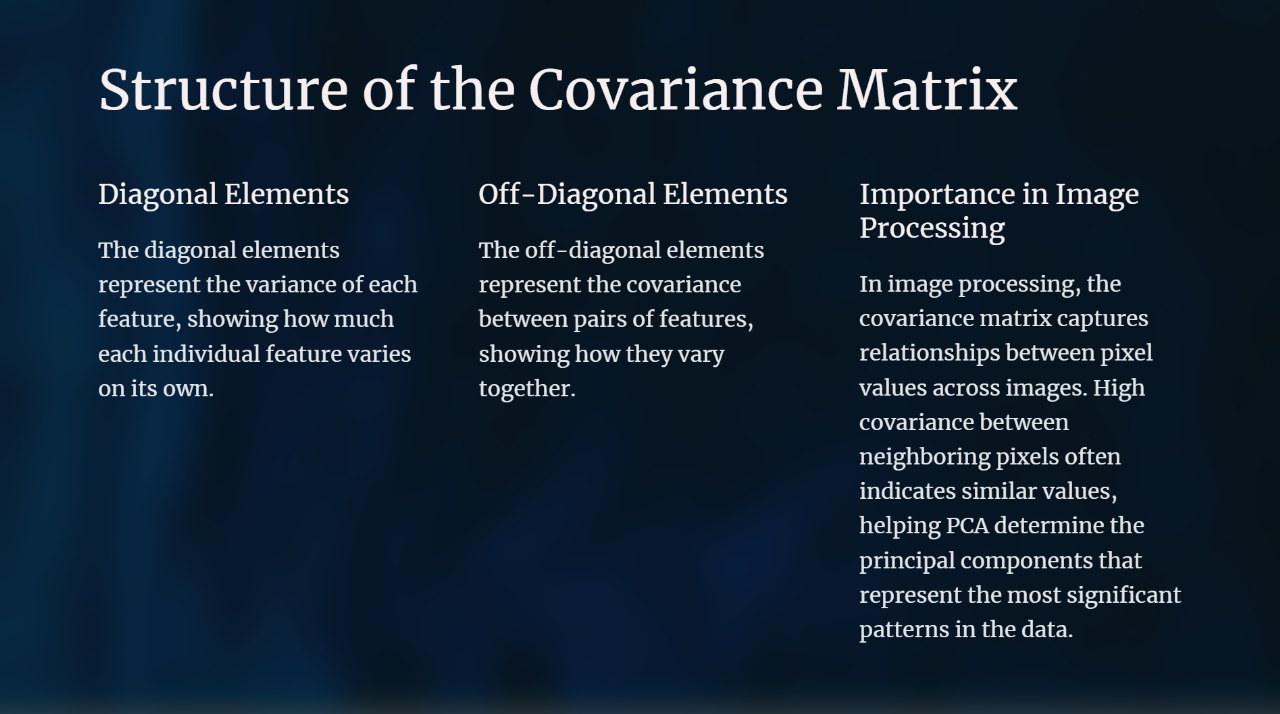 Structure of the Covariance Matrix
Diagonal Elements
The diagonal elements
represent the variance of each
feature, showing how much
each individual feature varies
on its own.
Off-Diagonal Elements
The off-diagonal elements
represent the covariance
between pairs of features,
showing how they vary
together.
Importance in Image
Processing
In image processing, the
covariance matrix captures
relationships between pixel
values across images. High
covariance between
neighboring pixels often
indicates similar values,
helping PCA determine the
principal components that
represent the most significant
patterns in the data.